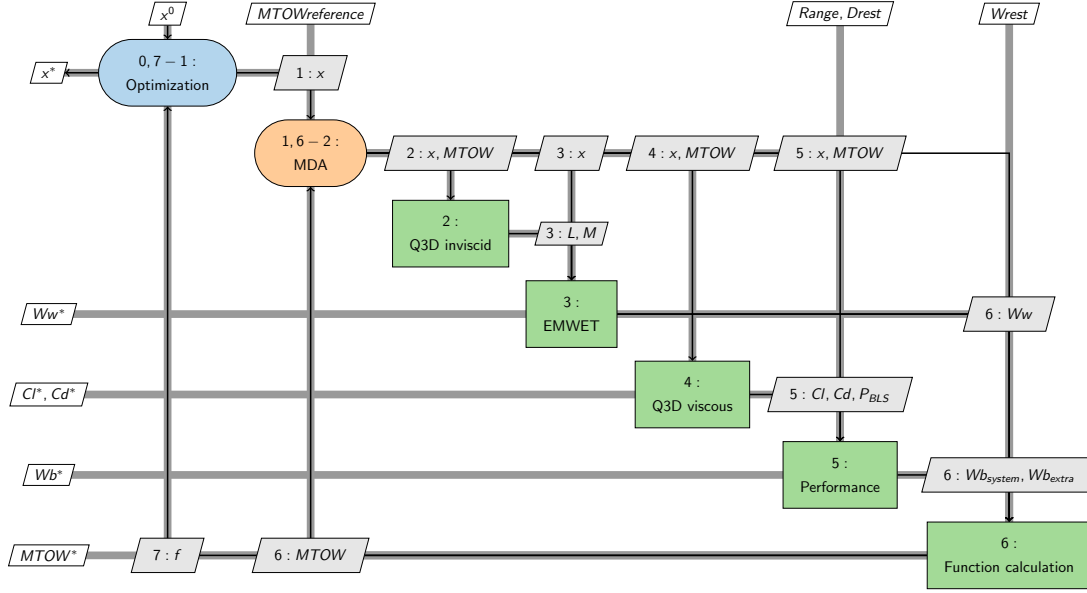 x⁰
MTOWreference
Range, Drest
Wrest
x*
0, 7 − 1 :
Optimization
1 : x
1, 6 − 2 :
MDA
2 : x, MTOW
3 : x
4 : x, MTOW
5 : x, MTOW
2 :
Q3D inviscid
3 : L, M
Ww*
3 :
EMWET
6 : Ww
Cl*, Cd*
4 :
Q3D viscous
5 : Cl, Cd, P_BLS
Wb*
5 :
Performance
6 : Wb_system, Wb_extra
MTOW*
7 : f
6 : MTOW
6 :
Function calculation